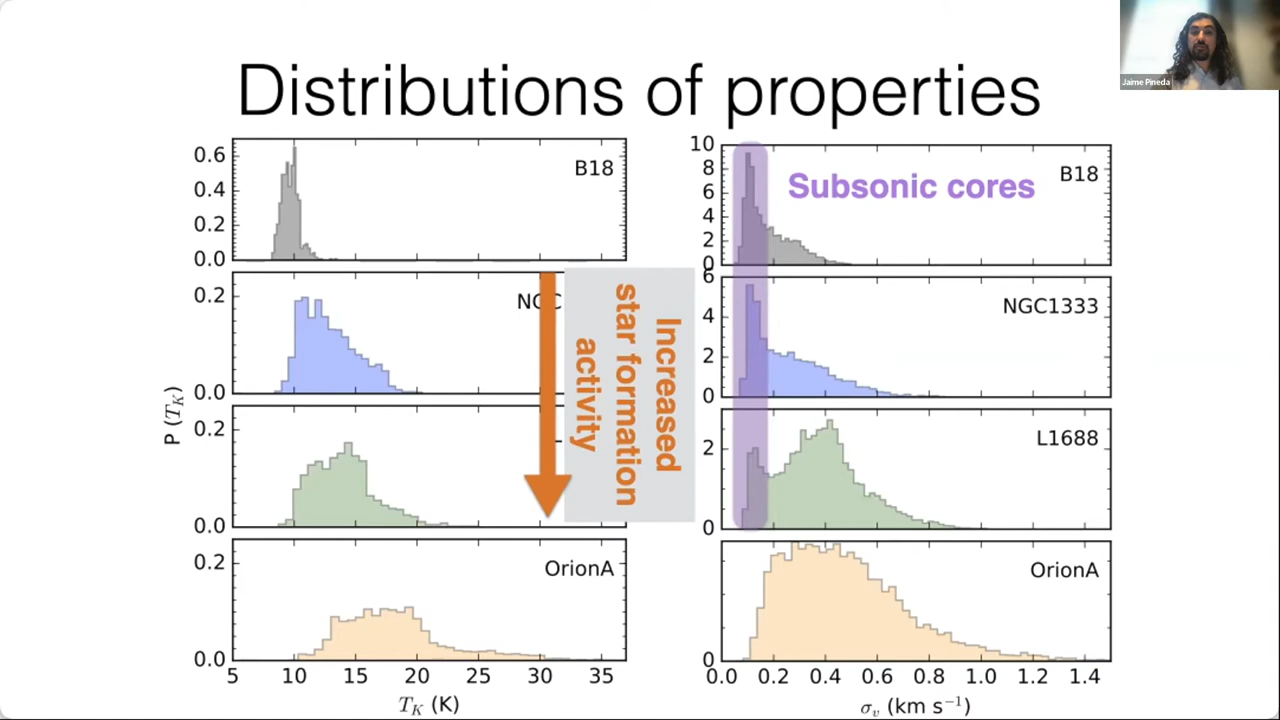 Jaime Pineda
Distributions of properties
0.6
0.4
0.2
0.0
B18
0.2
0.0
NGC
0.2
0.0
0.2
0.0
OrionA
5 10 15 20 25 30 35
P (T_K)
T_K (K)
Increased
star formation
activity
10
8
6
4
2
0
Subsonic cores
B18
6
4
2
0
NGC1333
2
0
L1688
0
OrionA
0.0 0.2 0.4 0.6 0.8 1.0 1.2 1.4
σ_v (km s⁻¹)